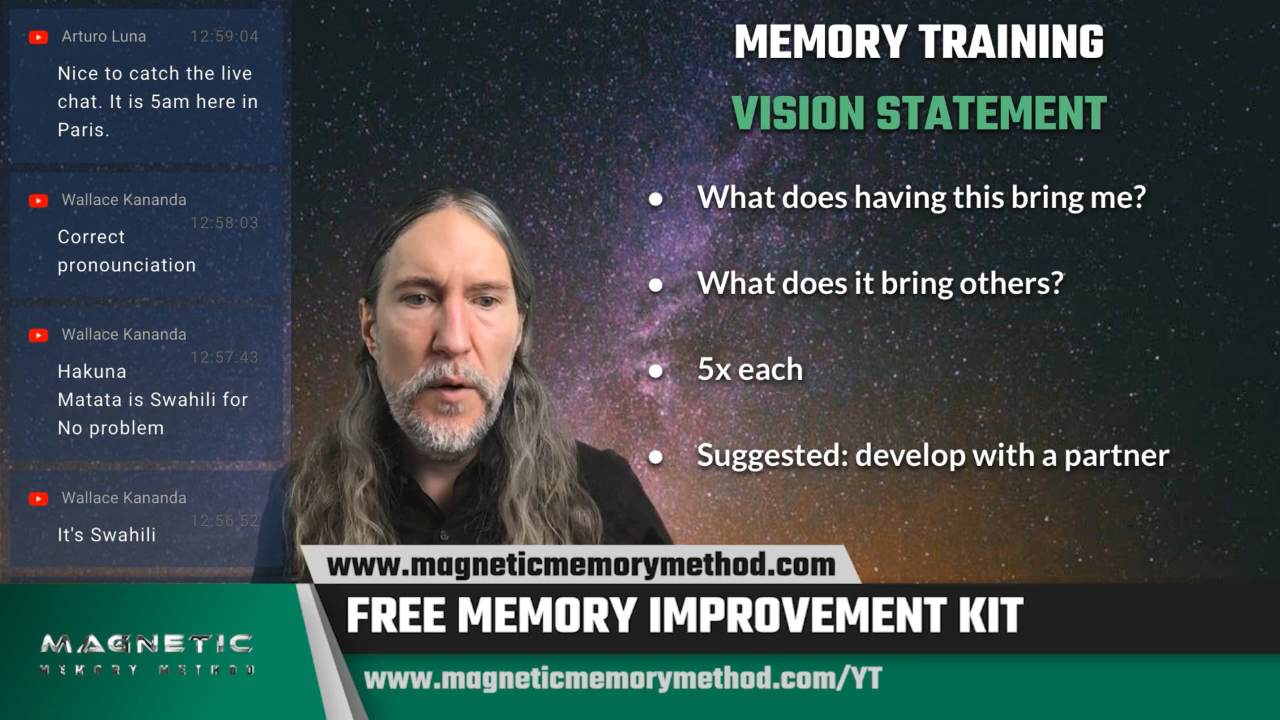 Arturo Luna 12:59:04
Nice to catch the live
chat. It is 5am here in
Paris.
Wallace Kananda
12:58:03
Correct
pronounciation
Wallace Kananda
12:57:43
Hakuna
Matata is Swahili for
No problem
Wallace Kananda
12:56:52
It's Swahili
MEMORY TRAINING
VISION STATEMENT
• What does having this bring me?
• What does it bring others?
• 5x each
• Suggested: develop with a partner
www.magneticmemorymethod.com
FREE MEMORY IMPROVEMENT KIT
www.magneticmemorymethod.com/YT
MAGNETIC
MEMORY METHOD